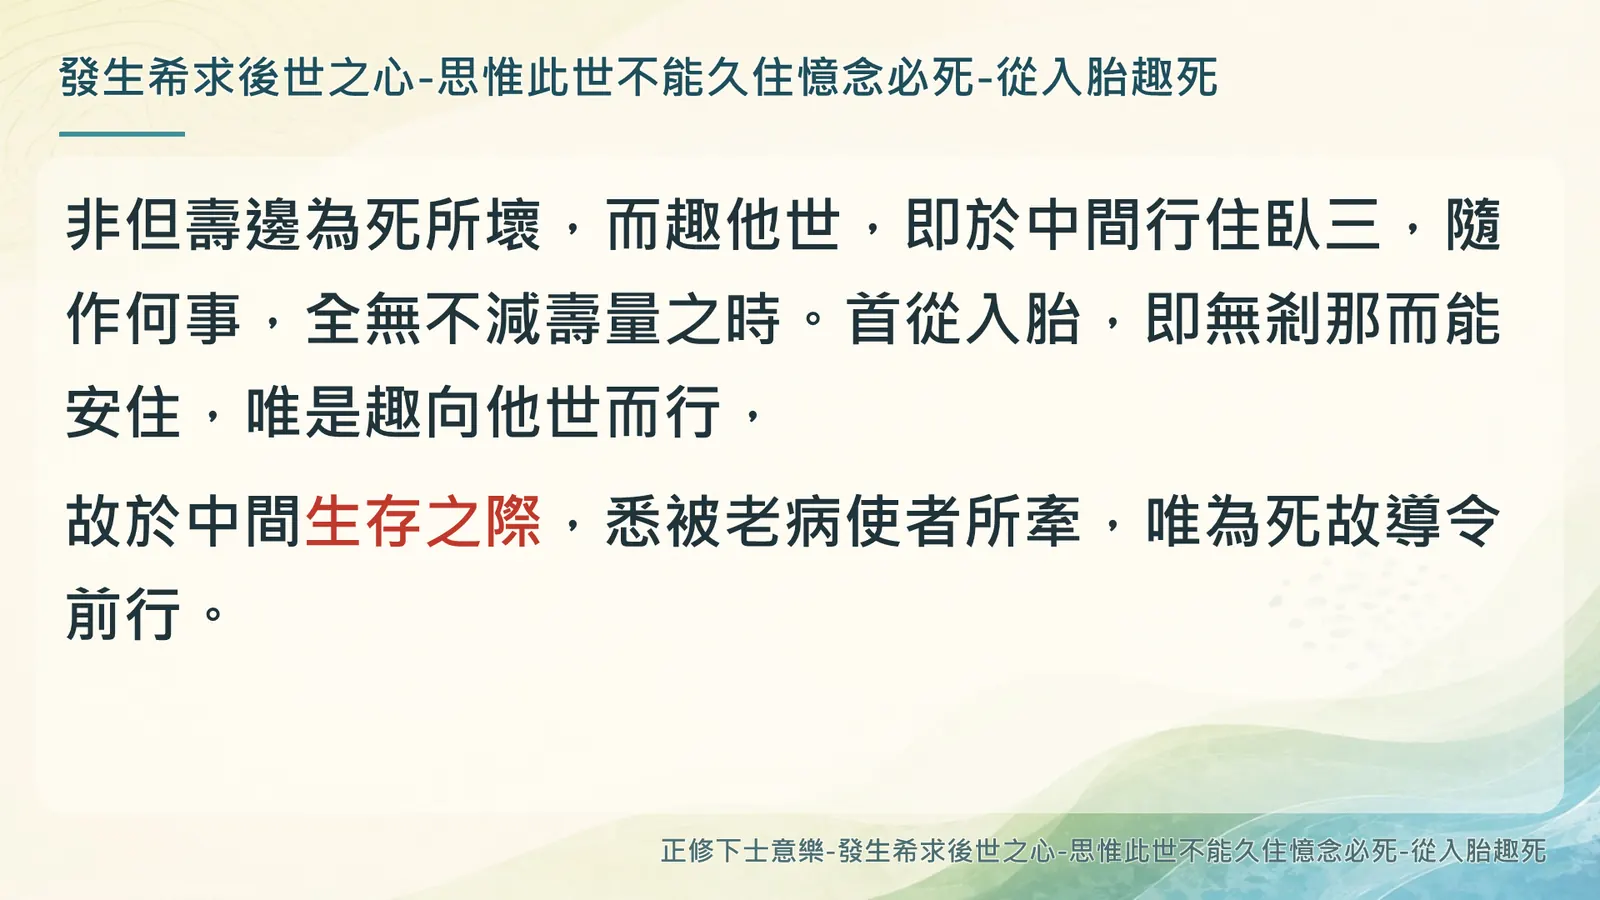 發生希求後世之心-思惟此世不能久住憶念必死-從入胎趣死
非但壽邊為死所壞，而趣他世，即於中間行住臥三，隨
作何事，全無不減壽量之時。首從入胎，即無剎那而能
安住，唯是趣向他世而行，
故於中間生存之際，悉被老病使者所牽，唯為死故導令
前行。
正修下士意樂-發生希求後世之心-思惟此世不能久住憶念必死-從入胎趣死